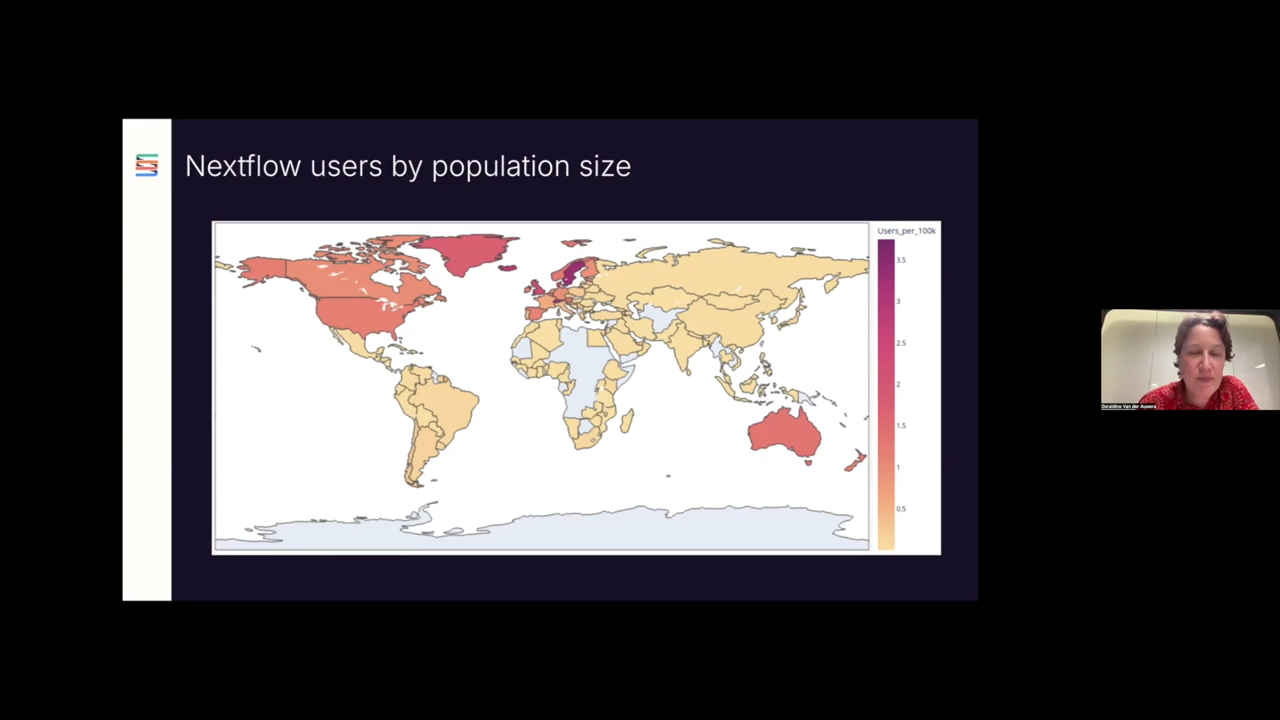 Nextflow users by population size
Users_per_100k
3.5
3
2.5
2
1.5
1
0.5
Geraldine Van der Auwera